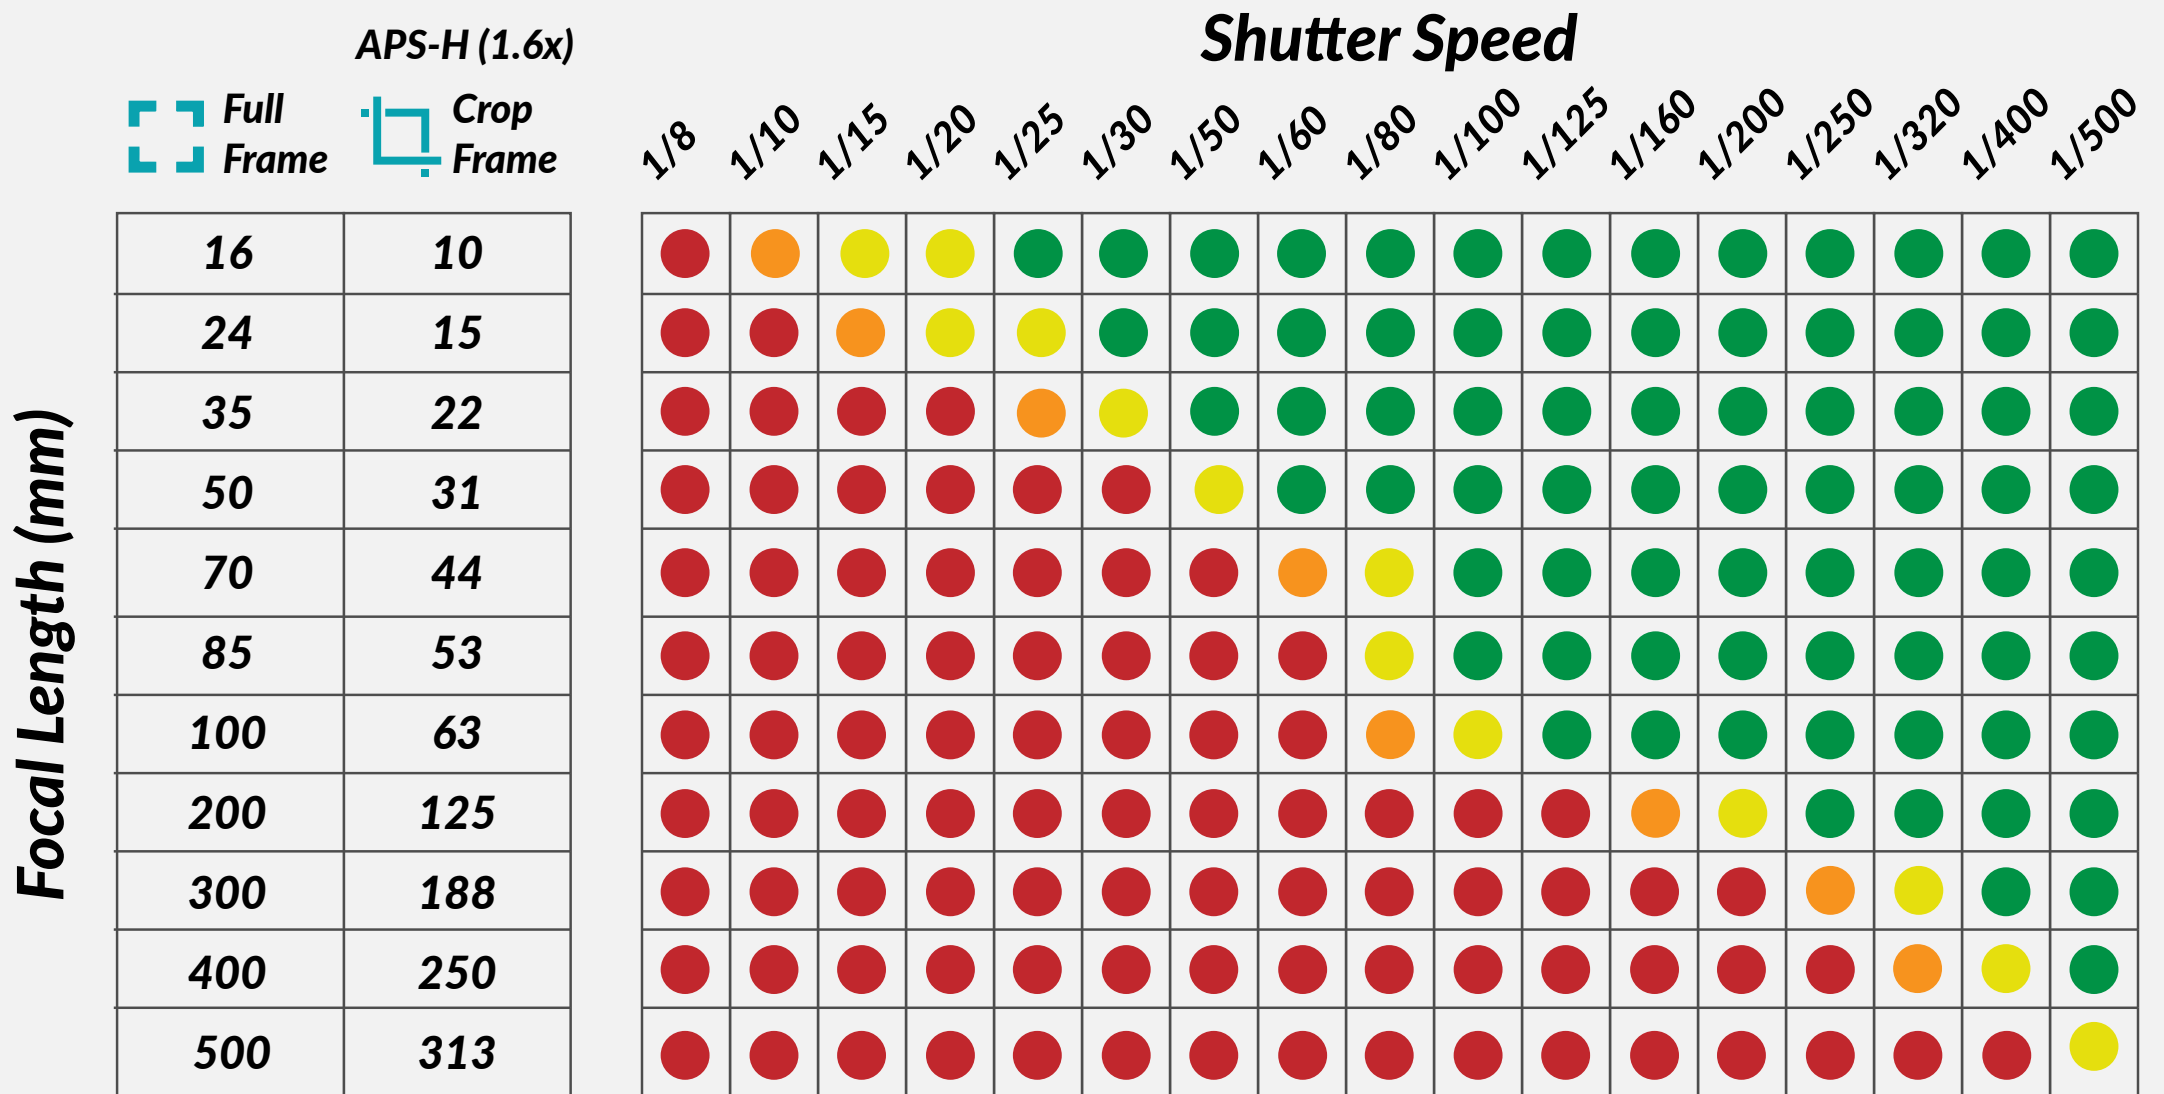 Shutter Speed
APS-H (1.6x)
Full
Frame
Crop
Frame
1/8 1/10 1/15 1/20 1/25 1/30 1/50 1/60 1/80 1/100 1/125 1/160 1/200 1/250 1/320 1/400 1/500
Focal Length (mm)
16 10
24 15
35 22
50 31
70 44
85 53
100 63
200 125
300 188
400 250
500 313